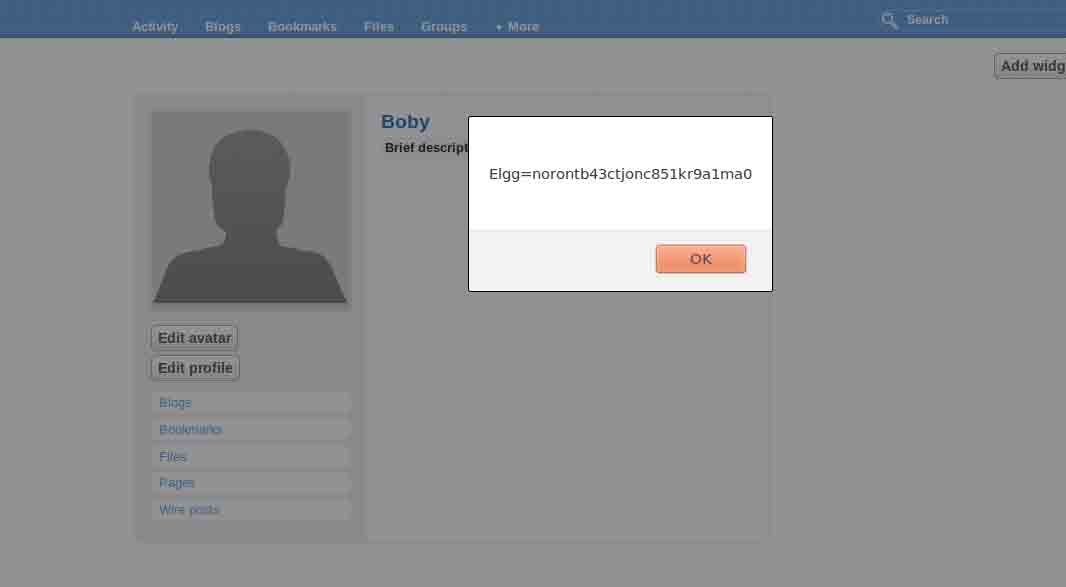 Activity Blogs Bookmarks Files Groups More Search
Add widg
Boby
Brief descript
Elgg=norontb43ctjonc851kr9a1ma0
OK
Edit avatar
Edit profile
Blogs
Bookmarks
Files
Pages
Wire posts